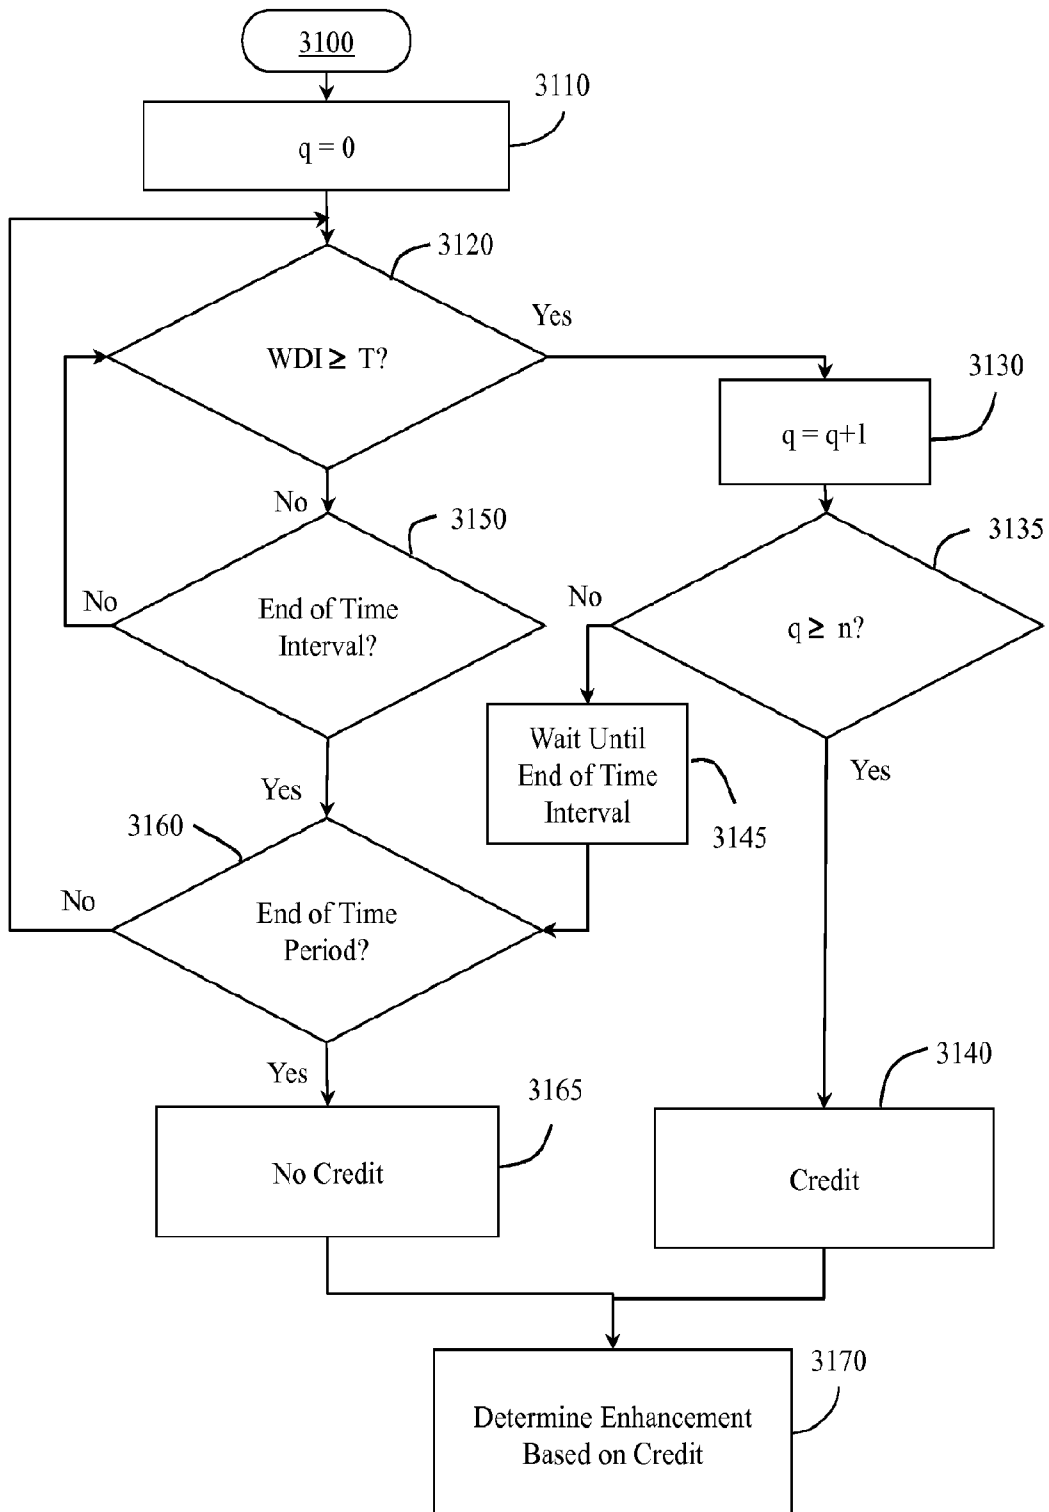 3100
3110
q = 0
3120
Yes
WDI ≥ T?
3130
q = q+1
No
3150
3135
No
End of Time
Interval?
No
q ≥ n?
Wait Until
End of Time
Interval
Yes
Yes
3160
3145
No
End of Time
Period?
Yes
3140
3165
No Credit
Credit
3170
Determine Enhancement
Based on Credit